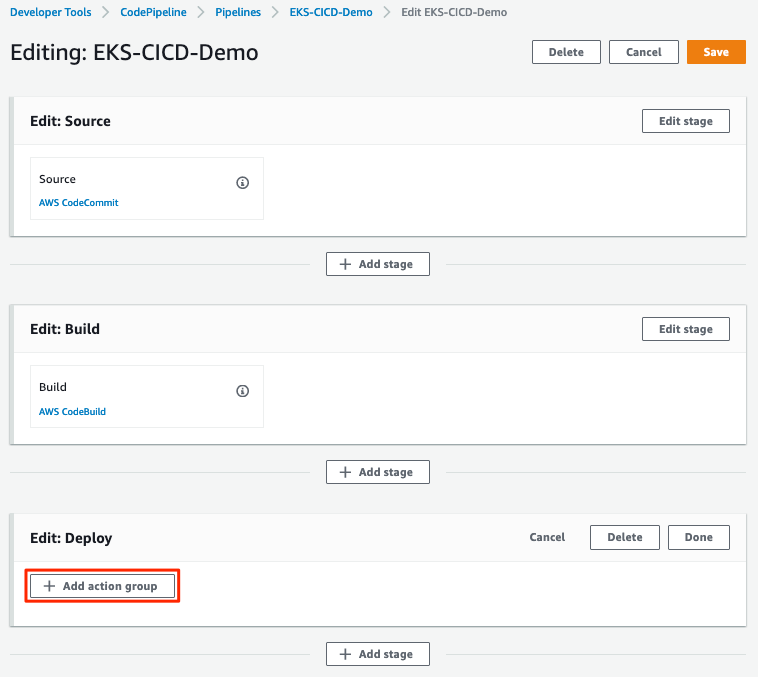 Developer Tools > CodePipeline > Pipelines > EKS-CICD-Demo > Edit EKS-CICD-Demo
Editing: EKS-CICD-Demo
Delete
Cancel
Save
Edit: Source
Edit stage
Source
AWS CodeCommit
+ Add stage
Edit: Build
Edit stage
Build
AWS CodeBuild
+ Add stage
Edit: Deploy
Cancel
Delete
Done
+ Add action group
+ Add stage